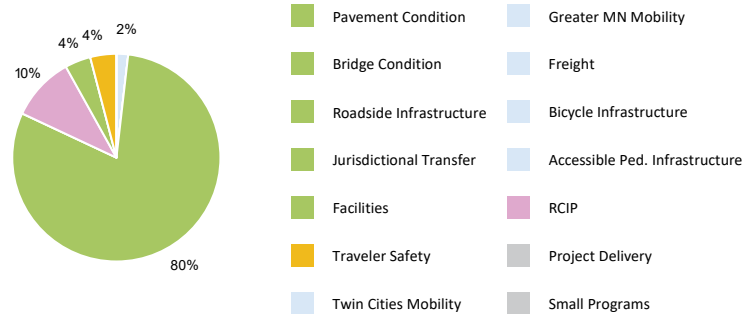 2%
4%
4%
10%
80%
Pavement Condition
Bridge Condition
Roadside Infrastructure
Jurisdictional Transfer
Facilities
Traveler Safety
Twin Cities Mobility
Greater MN Mobility
Freight
Bicycle Infrastructure
Accessible Ped. Infrastructure
RCIP
Project Delivery
Small Programs